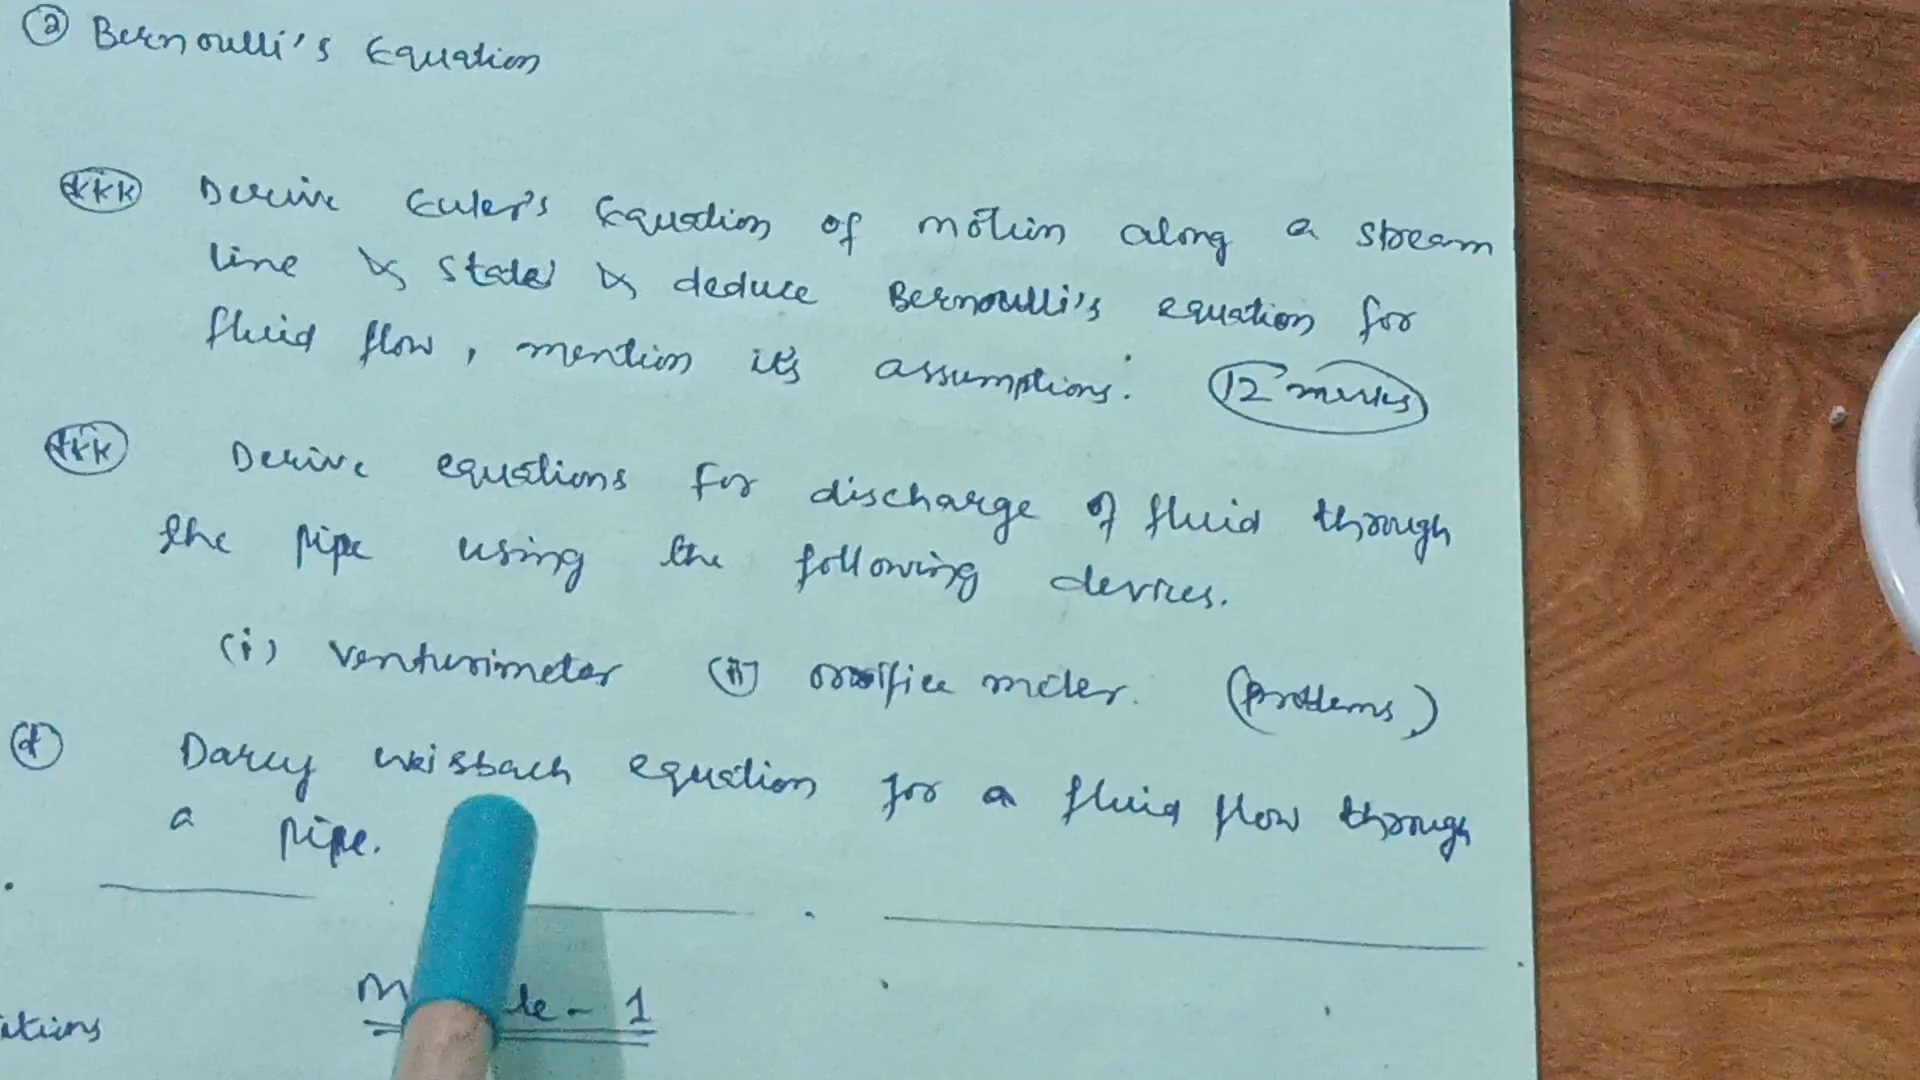 ② Bernoulli's Equation
*** Derive Euler's Equation of motion along a stream
line & state & deduce Bernoulli's equation for
fluid flow, mention its assumptions. 12 marks
*** Derive equations for discharge of fluid through
the pipe using the following devices.
(i) venturimeter (ii) orifice meter. (problems)
* Darcy weisbach equation for a fluid flow through
a pipe.
- 1